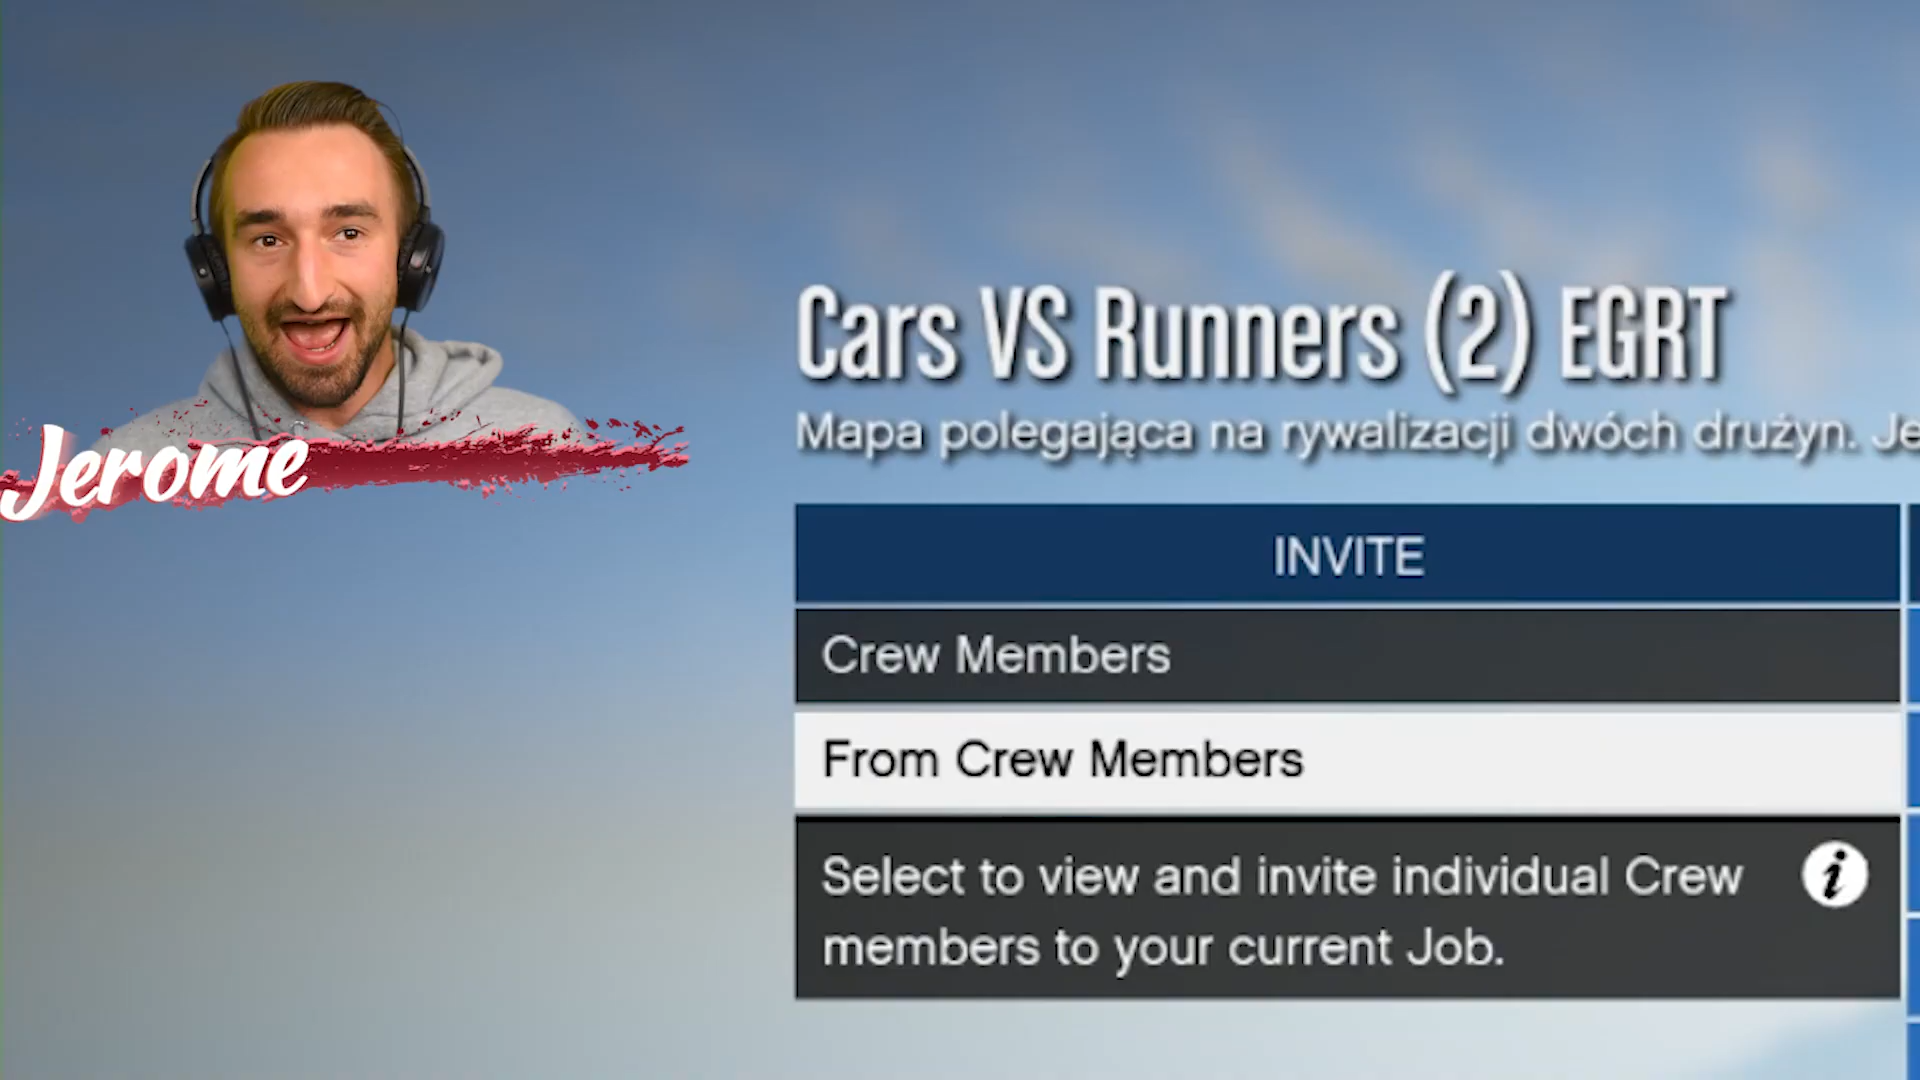 Jerome
Cars VS Runners (2) EGRT
Mapa polegająca na rywalizacji dwóch drużyn.
INVITE
Crew Members
From Crew Members
Select to view and invite individual Crew
members to your current Job.